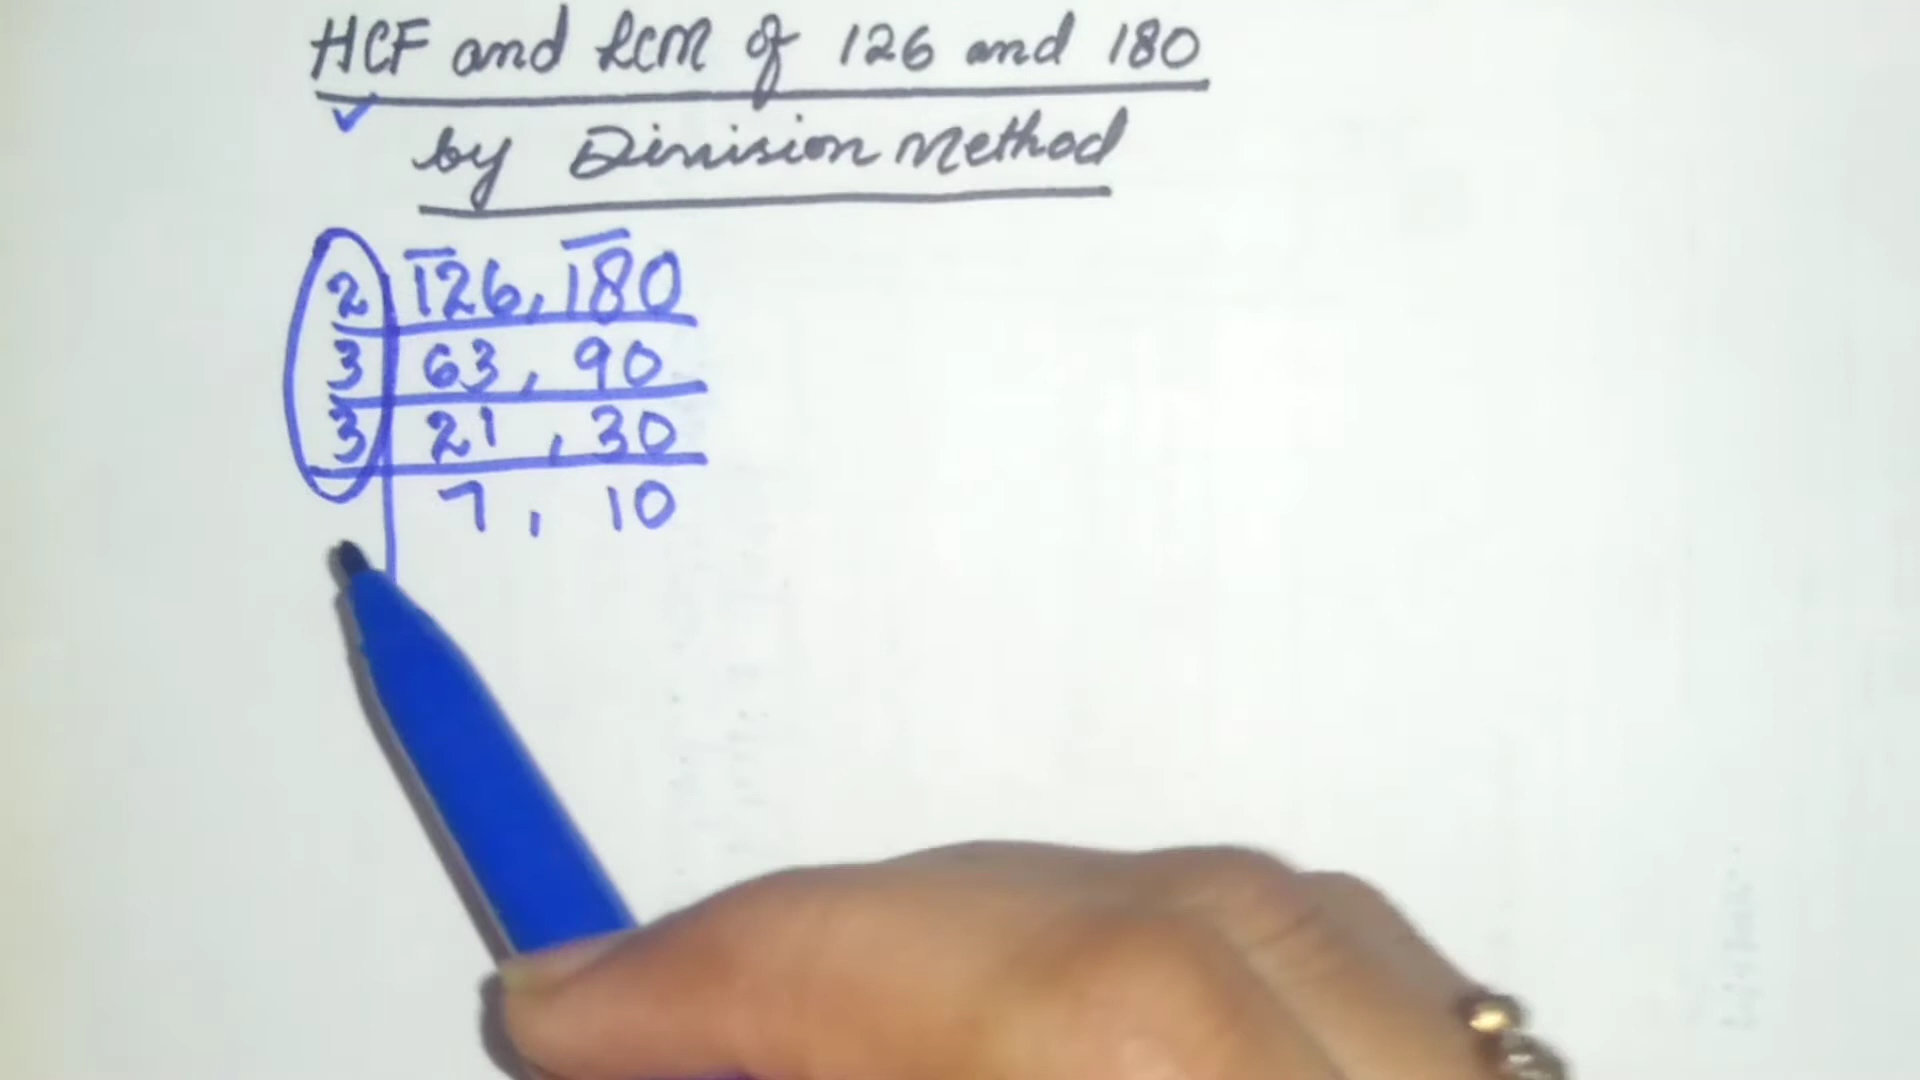 HCF and LCM of 126 and 180
by Division Method
2 126, 180
3 63, 90
3 21, 30
7, 10